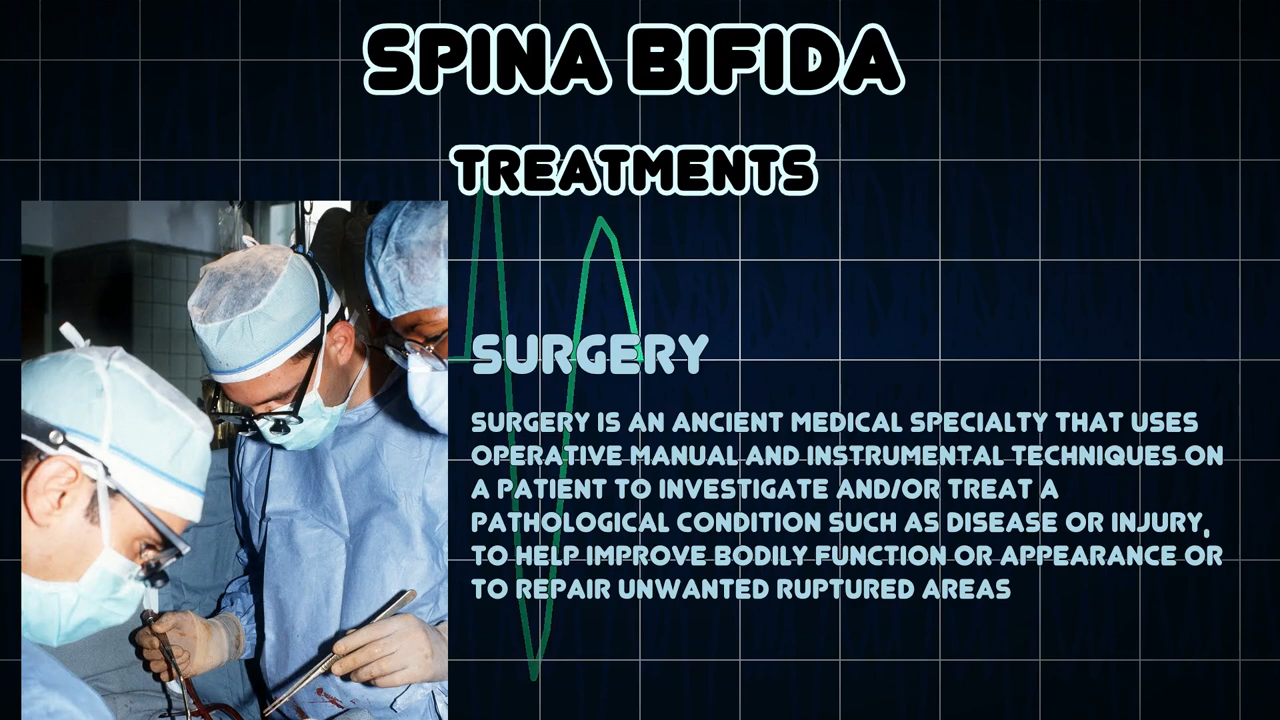 SPINA BIFIDA
TREATMENTS
SURGERY
SURGERY IS AN ANCIENT MEDICAL SPECIALTY THAT USES
OPERATIVE MANUAL AND INSTRUMENTAL TECHNIQUES ON
A PATIENT TO INVESTIGATE AND/OR TREAT A
PATHOLOGICAL CONDITION SUCH AS DISEASE OR INJURY,
TO HELP IMPROVE BODILY FUNCTION OR APPEARANCE OR
TO REPAIR UNWANTED RUPTURED AREAS